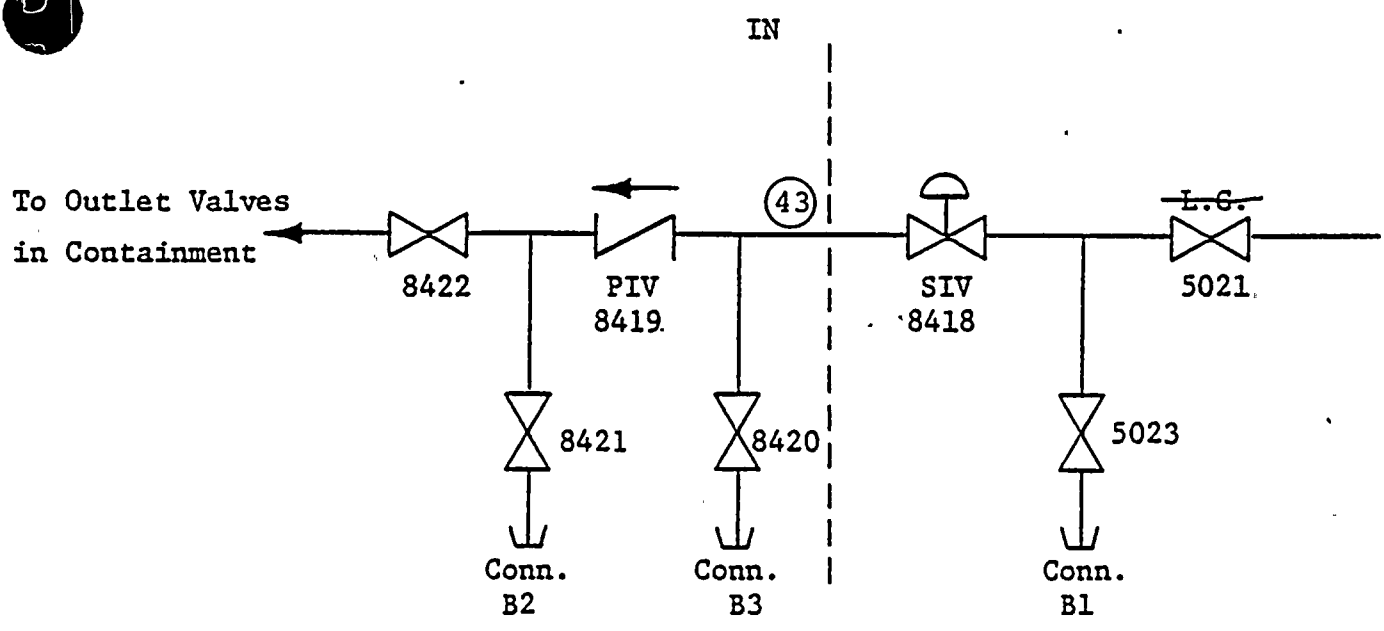 IN
To Outlet Valves
in Containment
43
L.C.
8422
PIV
8419
SIV
8418
5021
8421
8420
5023
Conn.
B2
Conn.
B3
Conn.
B1